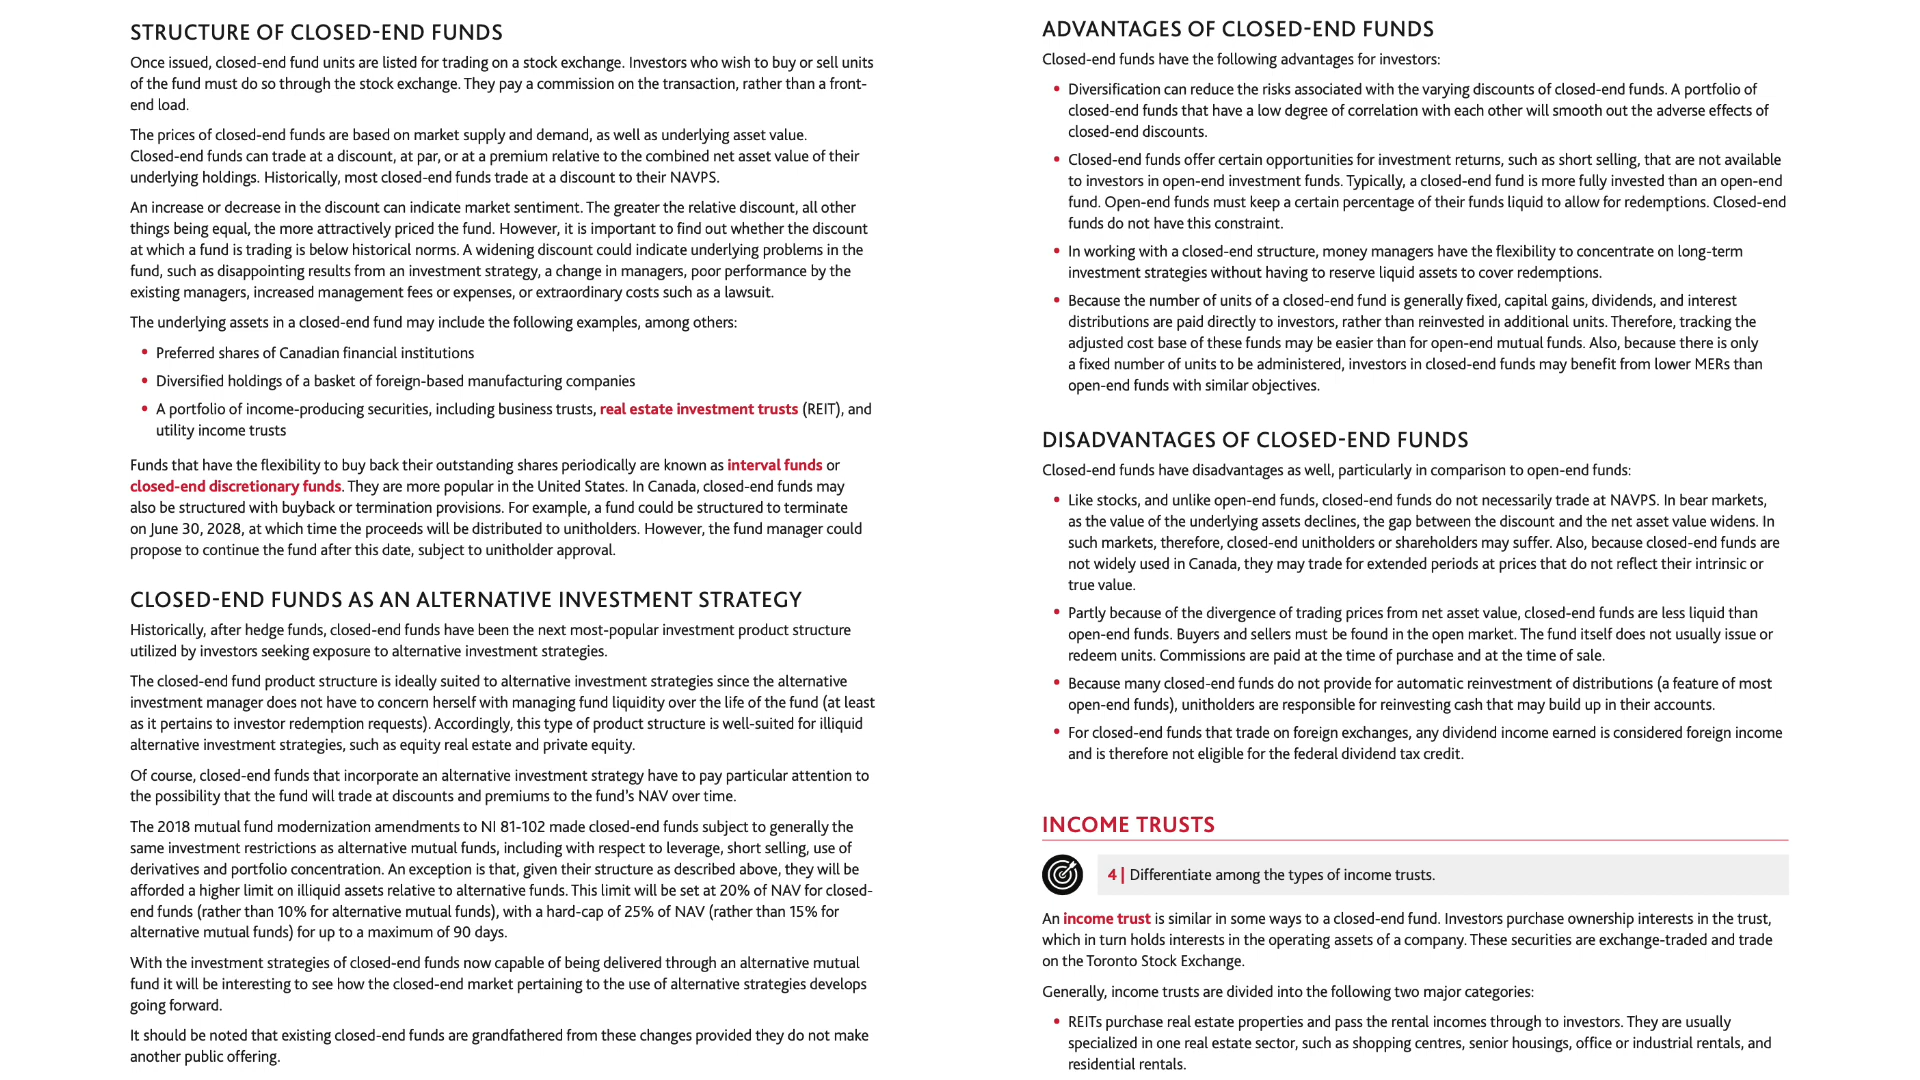 STRUCTURE OF CLOSED-END FUNDS
Once issued, closed-end fund units are listed for trading on a stock exchange. Investors who wish to buy or sell units
of the fund must do so through the stock exchange. They pay a commission on the transaction, rather than a front-
end load.
The prices of closed-end funds are based on market supply and demand, as well as underlying asset value.
Closed-end funds can trade at a discount, at par, or at a premium relative to the combined net asset value of their
underlying holdings. Historically, most closed-end funds trade at a discount to their NAVPS.
An increase or decrease in the discount can indicate market sentiment. The greater the relative discount, all other
things being equal, the more attractively priced the fund. However, it is important to find out whether the discount
at which a fund is trading is below historical norms. A widening discount could indicate underlying problems in the
fund, such as disappointing results from an investment strategy, a change in managers, poor performance by the
existing managers, increased management fees or expenses, or extraordinary costs such as a lawsuit.
The underlying assets in a closed-end fund may include the following examples, among others:
• Preferred shares of Canadian financial institutions
• Diversified holdings of a basket of foreign-based manufacturing companies
• A portfolio of income-producing securities, including business trusts, real estate investment trusts (REIT), and
utility income trusts
Funds that have the flexibility to buy back their outstanding shares periodically are known as interval funds or
closed-end discretionary funds. They are more popular in the United States. In Canada, closed-end funds may
also be structured with buyback or termination provisions. For example, a fund could be structured to terminate
on June 30, 2028, at which time the proceeds will be distributed to unitholders. However, the fund manager could
propose to continue the fund after this date, subject to unitholder approval.
CLOSED-END FUNDS AS AN ALTERNATIVE INVESTMENT STRATEGY
Historically, after hedge funds, closed-end funds have been the next most-popular investment product structure
utilized by investors seeking exposure to alternative investment strategies.
The closed-end fund product structure is ideally suited to alternative investment strategies since the alternative
investment manager does not have to concern herself with managing fund liquidity over the life of the fund (at least
as it pertains to investor redemption requests). Accordingly, this type of product structure is well-suited for illiquid
alternative investment strategies, such as equity real estate and private equity.
Of course, closed-end funds that incorporate an alternative investment strategy have to pay particular attention to
the possibility that the fund will trade at discounts and premiums to the fund's NAV over time.
The 2018 mutual fund modernization amendments to NI 81-102 made closed-end funds subject to generally the
same investment restrictions as alternative mutual funds, including with respect to leverage, short selling, use of
derivatives and portfolio concentration. An exception is that, given their structure as described above, they will be
afforded a higher limit on illiquid assets relative to alternative funds. This limit will be set at 20% of NAV for closed-
end funds (rather than 10% for alternative mutual funds), with a hard-cap of 25% of NAV (rather than 15% for
alternative mutual funds) for up to a maximum of 90 days.
With the investment strategies of closed-end funds now capable of being delivered through an alternative mutual
fund it will be interesting to see how the closed-end market pertaining to the use of alternative strategies develops
going forward.
It should be noted that existing closed-end funds are grandfathered from these changes provided they do not make
another public offering.
ADVANTAGES OF CLOSED-END FUNDS
Closed-end funds have the following advantages for investors:
• Diversification can reduce the risks associated with the varying discounts of closed-end funds. A portfolio of
closed-end funds that have a low degree of correlation with each other will smooth out the adverse effects of
closed-end discounts.
• Closed-end funds offer certain opportunities for investment returns, such as short selling, that are not available
to investors in open-end investment funds. Typically, a closed-end fund is more fully invested than an open-end
fund. Open-end funds must keep a certain percentage of their funds liquid to allow for redemptions. Closed-end
funds do not have this constraint.
• In working with a closed-end structure, money managers have the flexibility to concentrate on long-term
investment strategies without having to reserve liquid assets to cover redemptions.
• Because the number of units of a closed-end fund is generally fixed, capital gains, dividends, and interest
distributions are paid directly to investors, rather than reinvested in additional units. Therefore, tracking the
adjusted cost base of these funds may be easier than for open-end mutual funds. Also, because there is only
a fixed number of units to be administered, investors in closed-end funds may benefit from lower MERs than
open-end funds with similar objectives.
DISADVANTAGES OF CLOSED-END FUNDS
Closed-end funds have disadvantages as well, particularly in comparison to open-end funds:
• Like stocks, and unlike open-end funds, closed-end funds do not necessarily trade at NAVPS. In bear markets,
as the value of the underlying assets declines, the gap between the discount and the net asset value widens. In
such markets, therefore, closed-end unitholders or shareholders may suffer. Also, because closed-end funds are
not widely used in Canada, they may trade for extended periods at prices that do not reflect their intrinsic or
true value.
• Partly because of the divergence of trading prices from net asset value, closed-end funds are less liquid than
open-end funds. Buyers and sellers must be found in the open market. The fund itself does not usually issue or
redeem units. Commissions are paid at the time of purchase and at the time of sale.
• Because many closed-end funds do not provide for automatic reinvestment of distributions (a feature of most
open-end funds), unitholders are responsible for reinvesting cash that may build up in their accounts.
• For closed-end funds that trade on foreign exchanges, any dividend income earned is considered foreign income
and is therefore not eligible for the federal dividend tax credit.
INCOME TRUSTS
4 | Differentiate among the types of income trusts.
An income trust is similar in some ways to a closed-end fund. Investors purchase ownership interests in the trust,
which in turn holds interests in the operating assets of a company. These securities are exchange-traded and trade
on the Toronto Stock Exchange.
Generally, income trusts are divided into the following two major categories:
• REITs purchase real estate properties and pass the rental incomes through to investors. They are usually
specialized in one real estate sector, such as shopping centres, senior housings, office or industrial rentals, and
residential rentals.